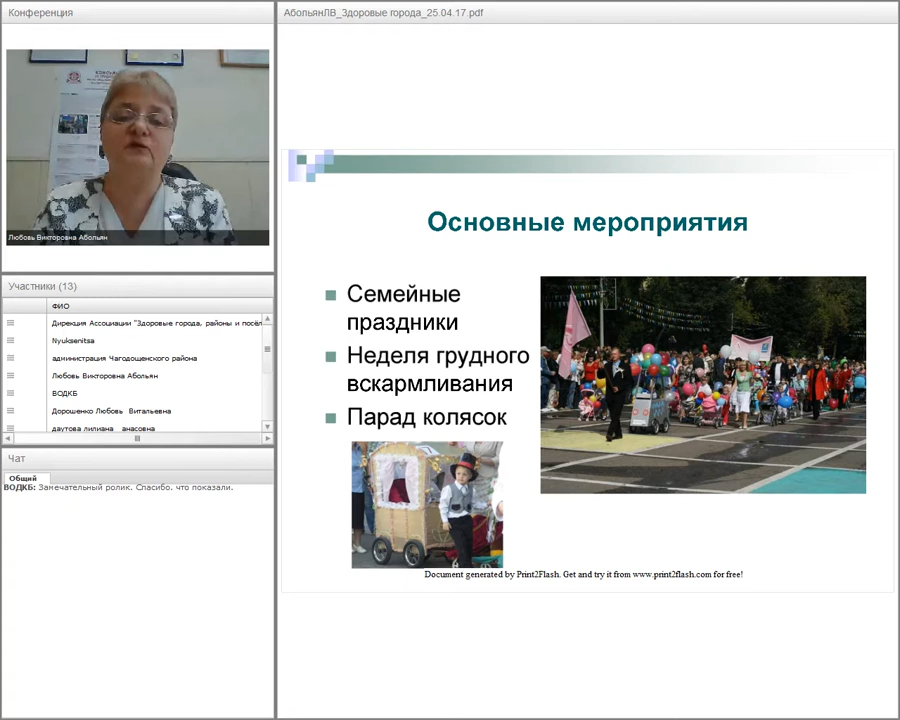 Конференция
Любовь Викторовна Абольян
Участники (13)
ФИО
Дирекция Ассоциации "Здоровые города, районы и посёл
Nyuksenitsa
администрация Чагодощенского района
Любовь Викторовна Абольян
ВОДКБ
Дорошенко Любовь Витальевна
даутова лилиана анасовна
Чат
Общий
ВОДКБ: Замечательный ролик. Спасибо. что показали.
АбольянЛВ_Здоровые города_25.04.17.pdf
Основные мероприятия
Семейные
праздники
Неделя грудного
вскармливания
Парад колясок
Document generated by Print2Flash. Get and try it from www.print2flash.com for free!